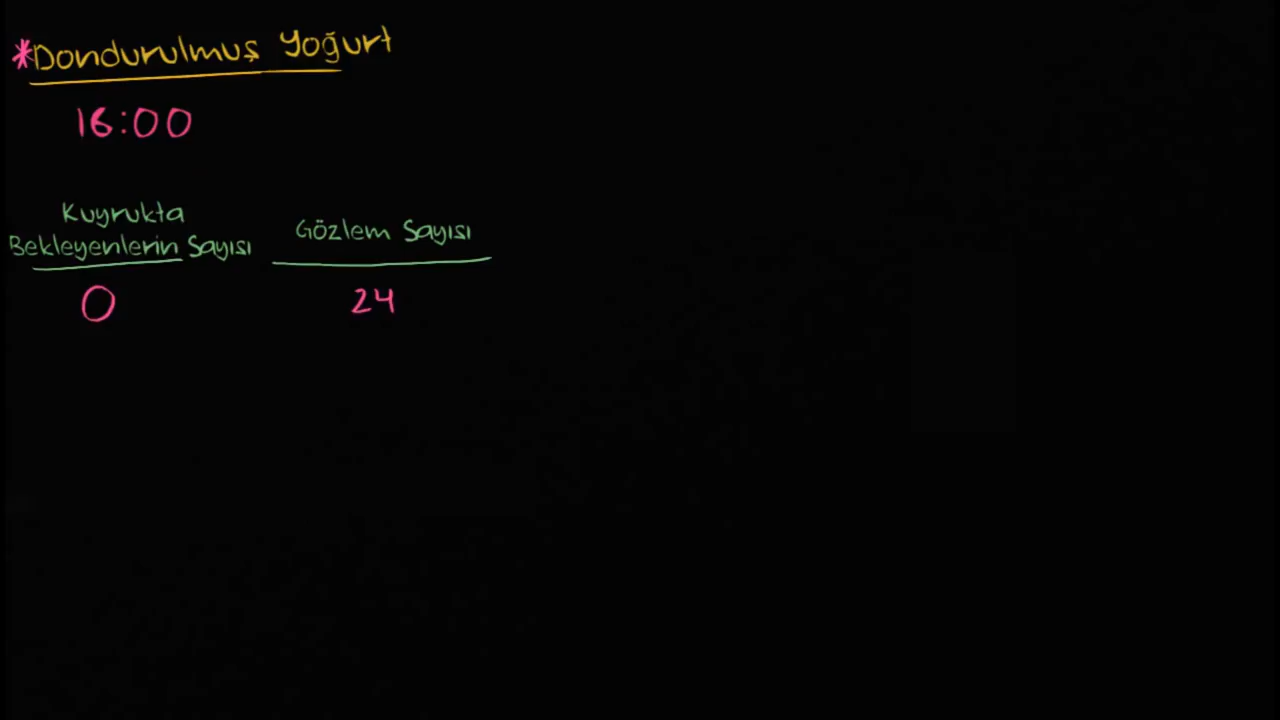 *Dondurulmuş Yoğurt
16:00
Kuyrukta
Bekleyenlerin Sayısı
Gözlem Sayısı
0 24